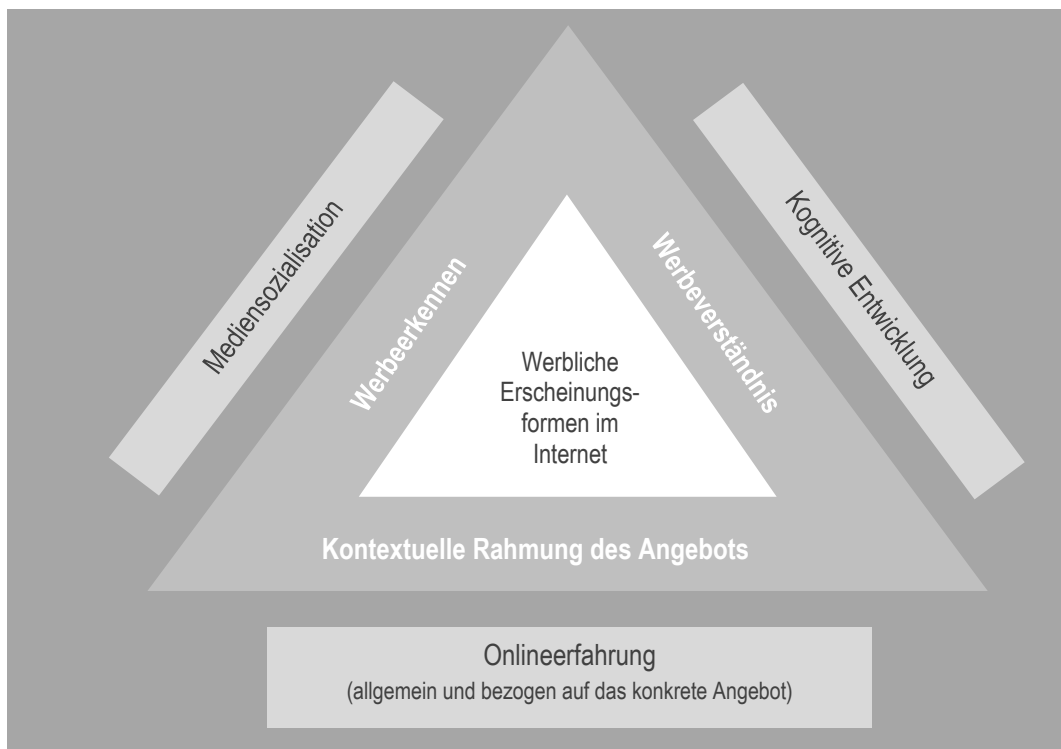 Mediensozialisation
Kognitive Entwicklung
Werbeerkennen
Werbeverständnis
Werbliche
Erscheinungs-
formen im
Internet
Kontextuelle Rahmung des Angebots
Onlineerfahrung
(allgemein und bezogen auf das konkrete Angebot)